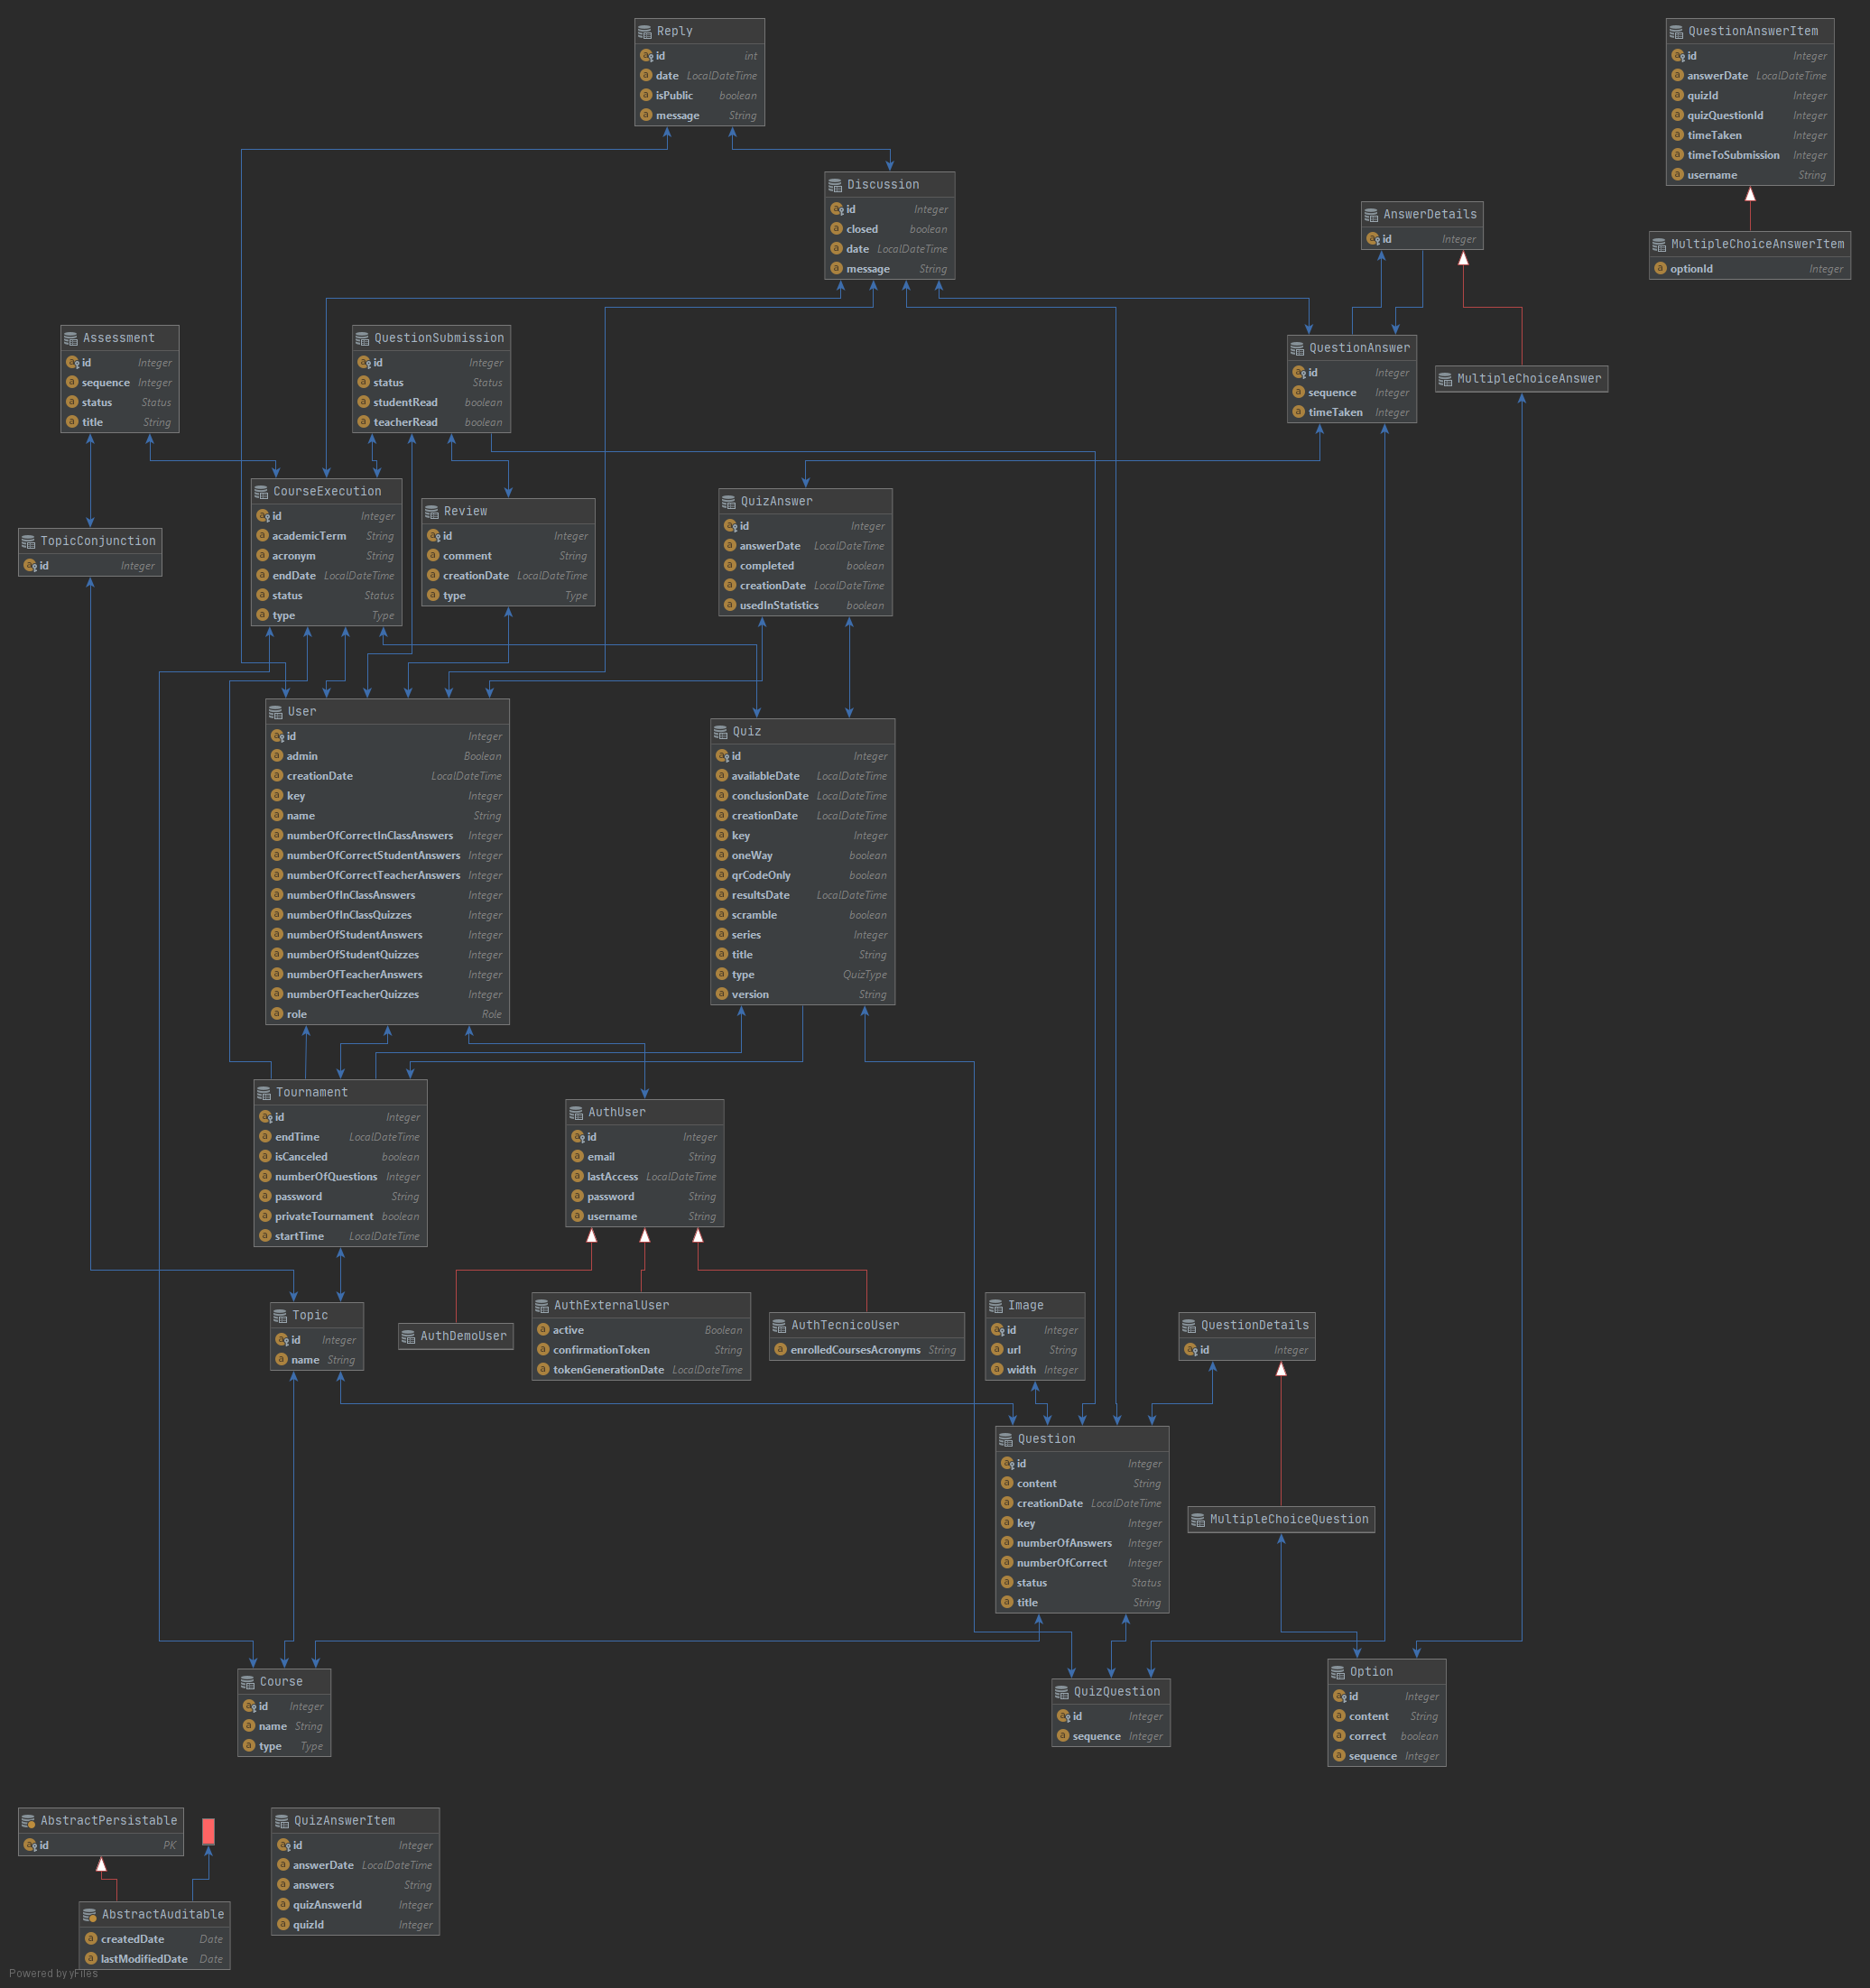 Reply
id int
date LocalDateTime
isPublic boolean
message String
QuestionAnswerItem
id Integer
answerDate LocalDateTime
quizId Integer
quizQuestionId Integer
timeTaken Integer
timeToSubmission Integer
username String
Discussion
id Integer
closed boolean
date LocalDateTime
message String
AnswerDetails
id Integer
MultipleChoiceAnswerItem
optionId Integer
Assessment
id Integer
sequence Integer
status Status
title String
QuestionSubmission
id Integer
status Status
studentRead boolean
teacherRead boolean
QuestionAnswer
id Integer
sequence Integer
timeTaken Integer
MultipleChoiceAnswer
TopicConjunction
id Integer
CourseExecution
id Integer
academicTerm String
acronym String
endDate LocalDateTime
status Status
type Type
Review
id Integer
comment String
creationDate LocalDateTime
type Type
QuizAnswer
id Integer
answerDate LocalDateTime
completed boolean
creationDate LocalDateTime
usedInStatistics boolean
User
id Integer
admin Boolean
creationDate LocalDateTime
key Integer
name String
numberOfCorrectInClassAnswers Integer
numberOfCorrectStudentAnswers Integer
numberOfCorrectTeacherAnswers Integer
numberOfInClassAnswers Integer
numberOfInClassQuizzes Integer
numberOfStudentAnswers Integer
numberOfStudentQuizzes Integer
numberOfTeacherAnswers Integer
numberOfTeacherQuizzes Integer
role Role
Quiz
id Integer
availableDate LocalDateTime
conclusionDate LocalDateTime
creationDate LocalDateTime
key Integer
oneWay boolean
qrCodeOnly boolean
resultsDate LocalDateTime
scramble boolean
series Integer
title String
type QuizType
version String
Tournament
id Integer
endTime LocalDateTime
isCanceled boolean
numberOfQuestions Integer
password String
privateTournament boolean
startTime LocalDateTime
AuthUser
id Integer
email String
lastAccess LocalDateTime
password String
username String
Topic
id Integer
name String
AuthDemoUser
AuthExternalUser
active Boolean
confirmationToken String
tokenGenerationDate LocalDateTime
AuthTecnicoUser
enrolledCoursesAcronyms String
Image
id Integer
url String
width Integer
QuestionDetails
id Integer
Question
id Integer
content String
creationDate LocalDateTime
key Integer
numberOfAnswers Integer
numberOfCorrect Integer
status Status
title String
MultipleChoiceQuestion
Course
id Integer
name String
type Type
QuizQuestion
id Integer
sequence Integer
Option
id Integer
content String
correct boolean
sequence Integer
AbstractPersistable
id PK
AbstractAuditable
createdDate Date
lastModifiedDate Date
QuizAnswerItem
id Integer
answerDate LocalDateTime
answers String
quizAnswerId Integer
quizId Integer
Powered by yFiles